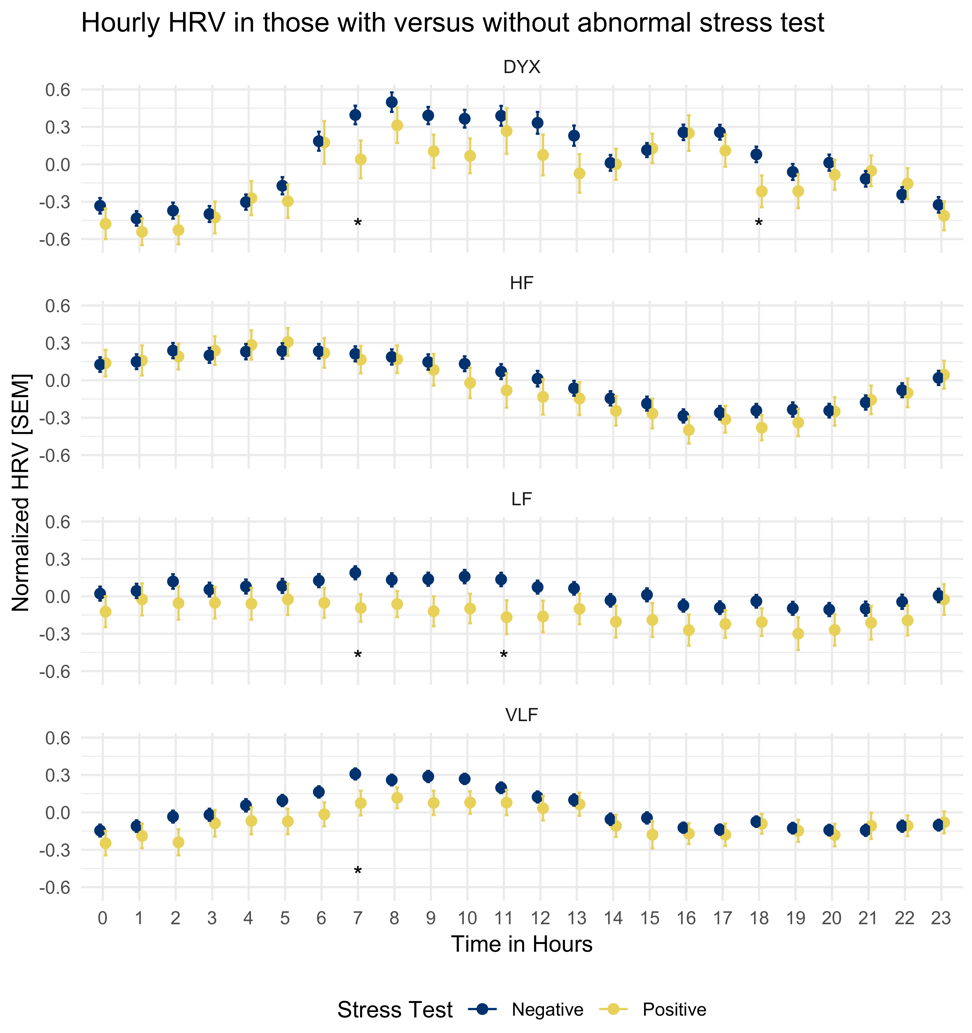 Hourly HRV in those with versus without abnormal stress test
DYX
0.6
0.3
0.0
-0.3
-0.6
* *
HF
0.6
0.3
0.0
-0.3
-0.6
LF
0.6
0.3
0.0
-0.3
-0.6
* *
VLF
0.6
0.3
0.0
-0.3
-0.6
*
Normalized HRV [SEM]
0 1 2 3 4 5 6 7 8 9 10 11 12 13 14 15 16 17 18 19 20 21 22 23
Time in Hours
Stress Test Negative Positive